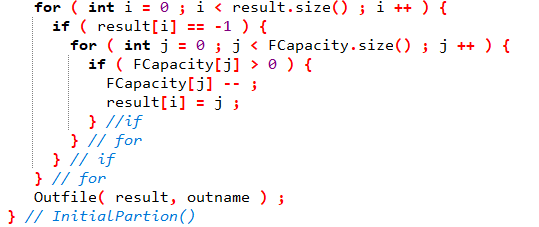 for ( int i = 0 ; i < result.size() ; i ++ ) {
if ( result[i] == -1 ) {
for ( int j = 0 ; j < FCapacity.size() ; j ++ ) {
if ( FCapacity[j] > 0 ) {
FCapacity[j] -- ;
result[i] = j ;
} //if
} // for
} // if
} // for
Outfile( result, outname ) ;
} // InitialPartion()